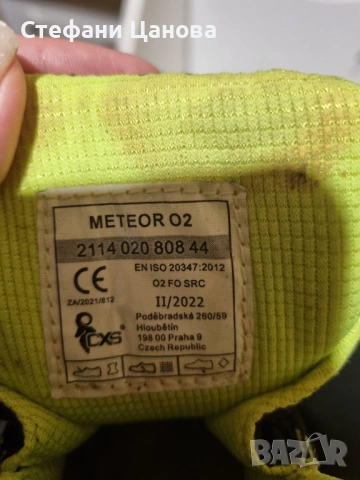 Стефани Цанова
METEOR O2
2114 020 808 44
CE
EN ISO 20347:2012
O2 FO SRC
ZA/2021/812
II/2022
CXS
Poděbradská 260/59
Hloubětín
198 00 Praha 9
Czech Republic
BAZAR